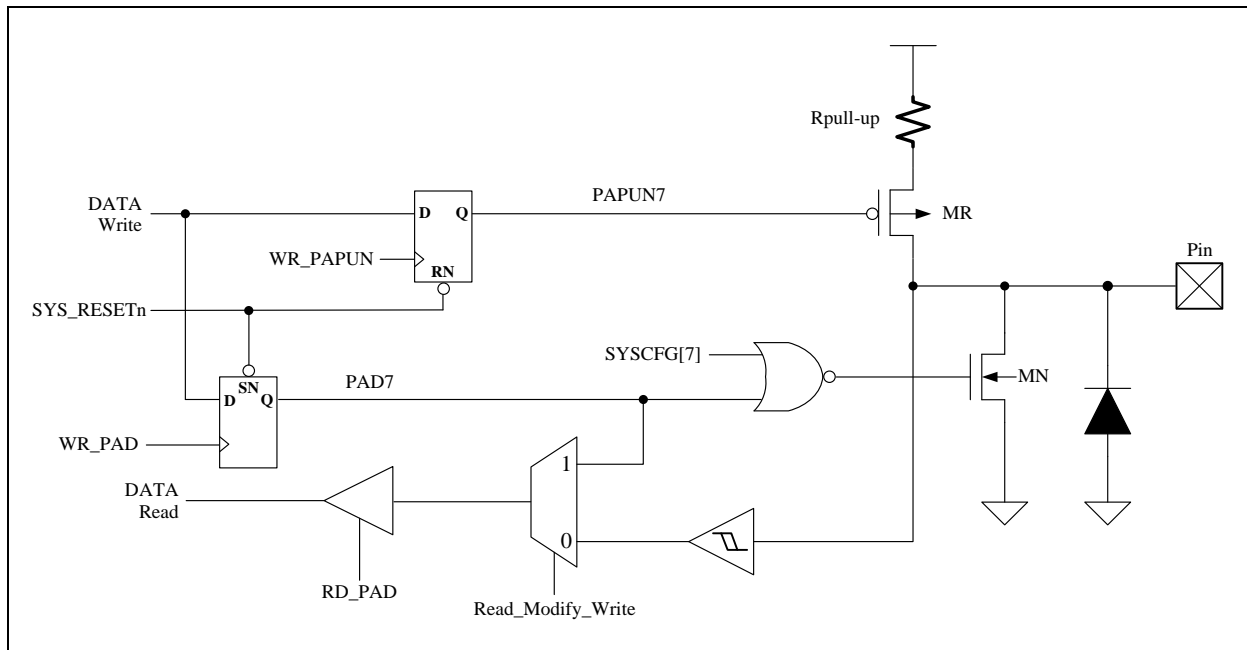 Rpull-up
DATA
Write
D
Q
PAPUN7
MR
Pin
WR_PAPUN
RN
SYS_RESETn
SYSCFG[7]
SN
D
Q
PAD7
MN
WR_PAD
1
DATA
Read
0
RD_PAD
Read_Modify_Write